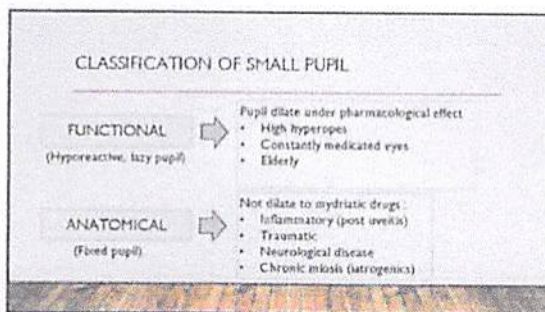 CLASSIFICATION OF SMALL PUPIL
FUNCTIONAL
(Hyporeactive, lazy pupil)
Pupil dilate under pharmacological effect
• High hyperopes
• Constantly medicated eyes
• Elderly
ANATOMICAL
(Fixed pupil)
Not dilate to mydriatic drugs :
• Inflammatory (post uveitis)
• Traumatic
• Neurological disease
• Chronic miosis (iatrogenics)